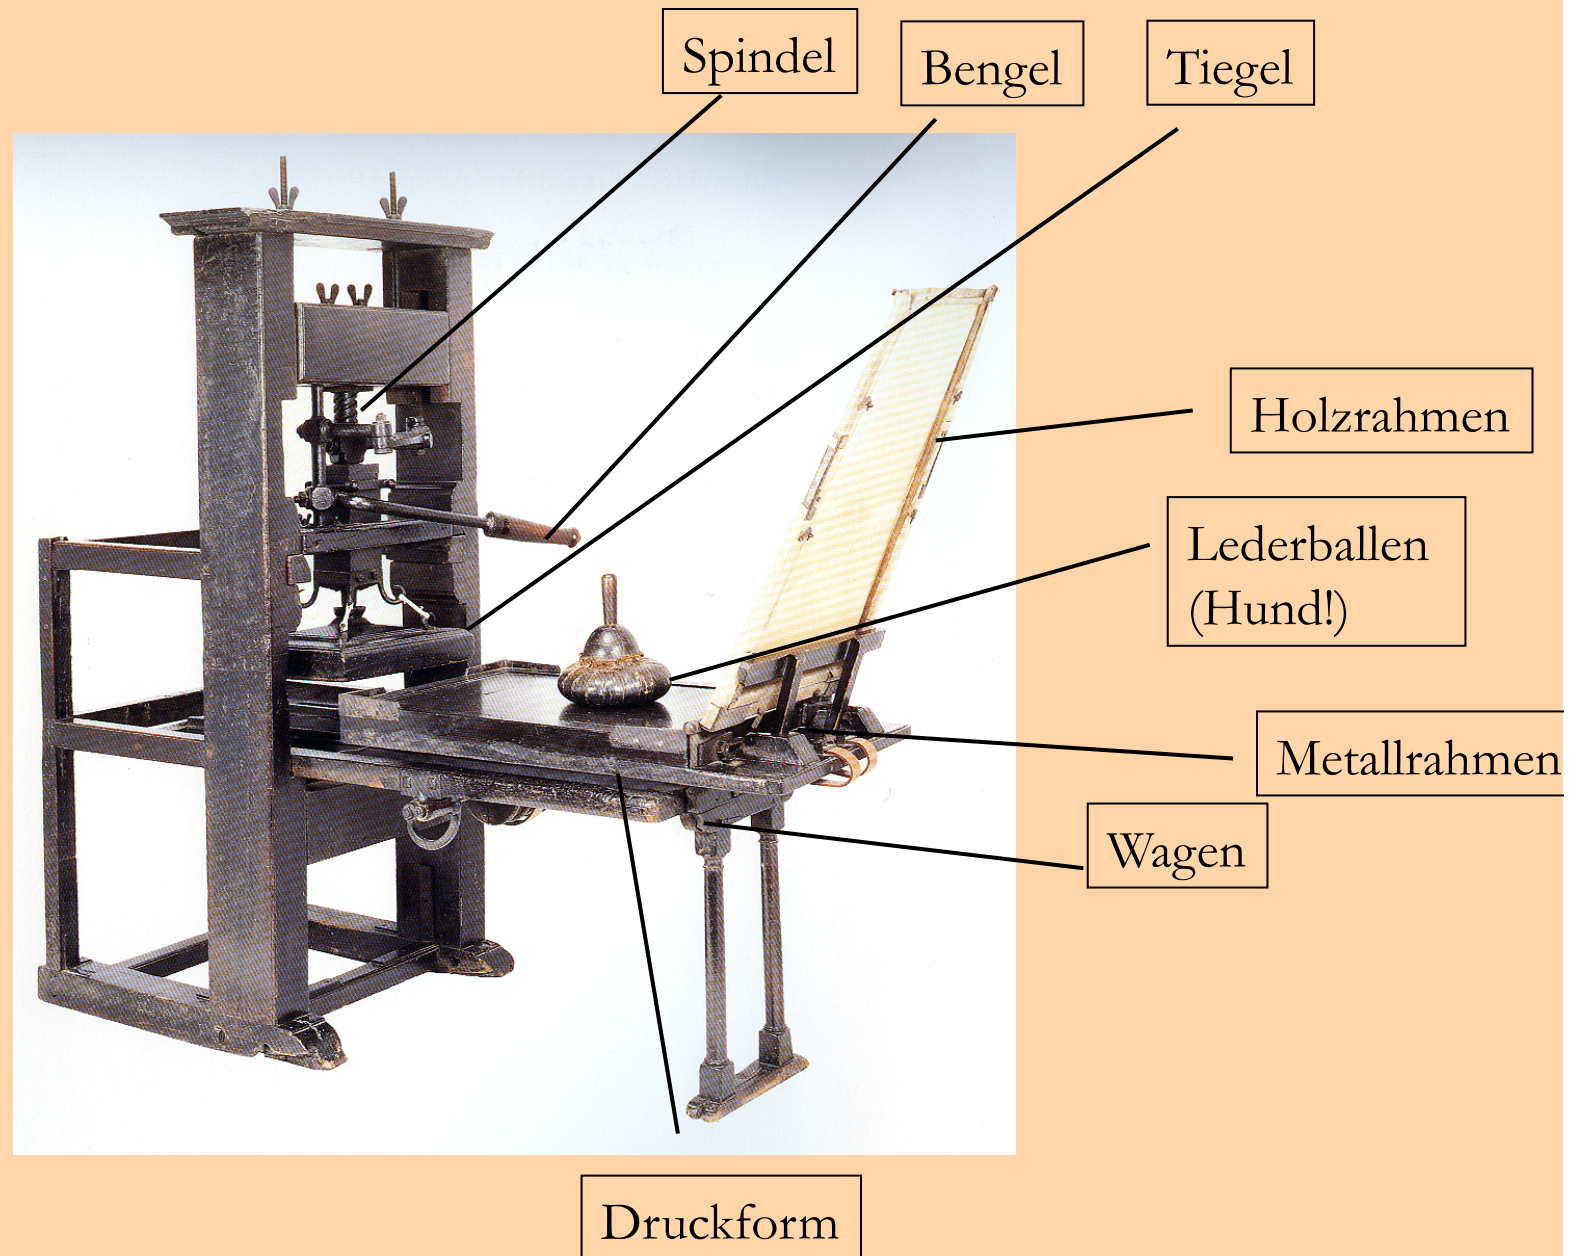 Spindel
Bengel
Tiegel
Holzrahmen
Lederballen
(Hund!)
Metallrahmen
Wagen
Druckform